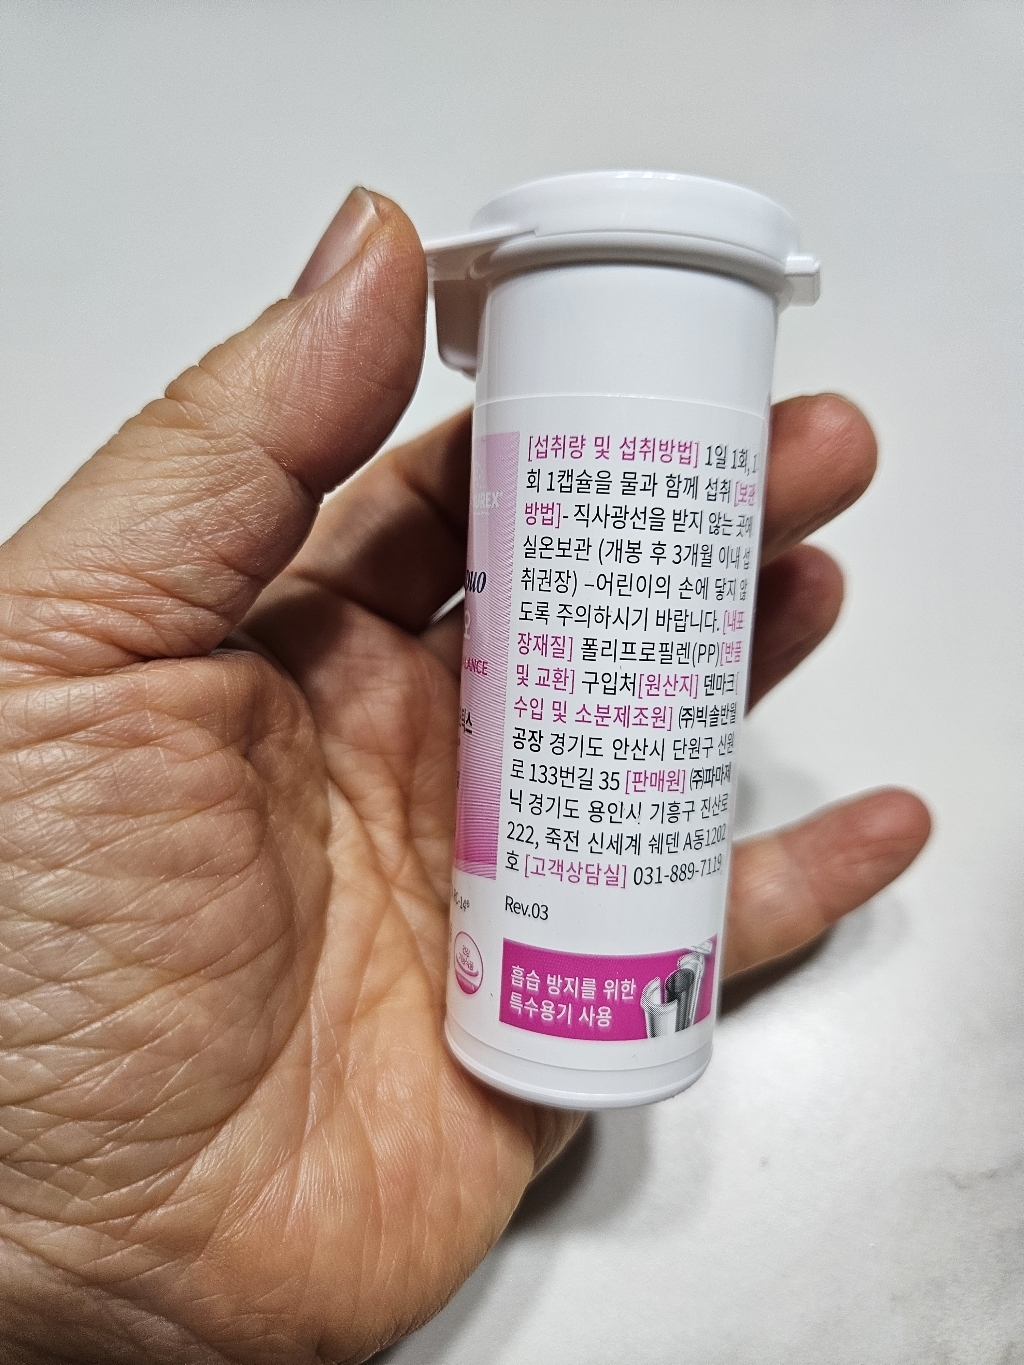 [섭취량 및 섭취방법] 1일 1회, 1
회 1캡슐을 물과 함께 섭취 [보관
방법]- 직사광선을 받지 않는 곳에
실온보관 (개봉 후 3개월 이내 섭
취권장) -어린이의 손에 닿지 않
도록 주의하시기 바랍니다. [내포
장재질] 폴리프로필렌(PP)[반품
및 교환] 구입처[원산지] 덴마크[
수입 및 소분제조원] ㈜빅솔반월
공장 경기도 안산시 단원구 신원
로 133번길 35 [판매원] ㈜파마제
닉 경기도 용인시 기흥구 진산로
222, 죽전 신세계 쉐덴 A동1202
호 [고객상담실] 031-889-7119
Rev.03
흡습 방지를 위한
특수용기 사용
UREX®
LANCE